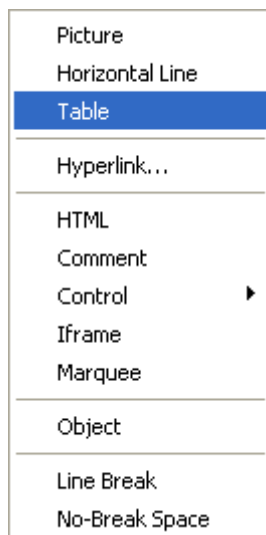 Picture
Horizontal Line
Table
Hyperlink...
HTML
Comment
Control
Iframe
Marquee
Object
Line Break
No-Break Space